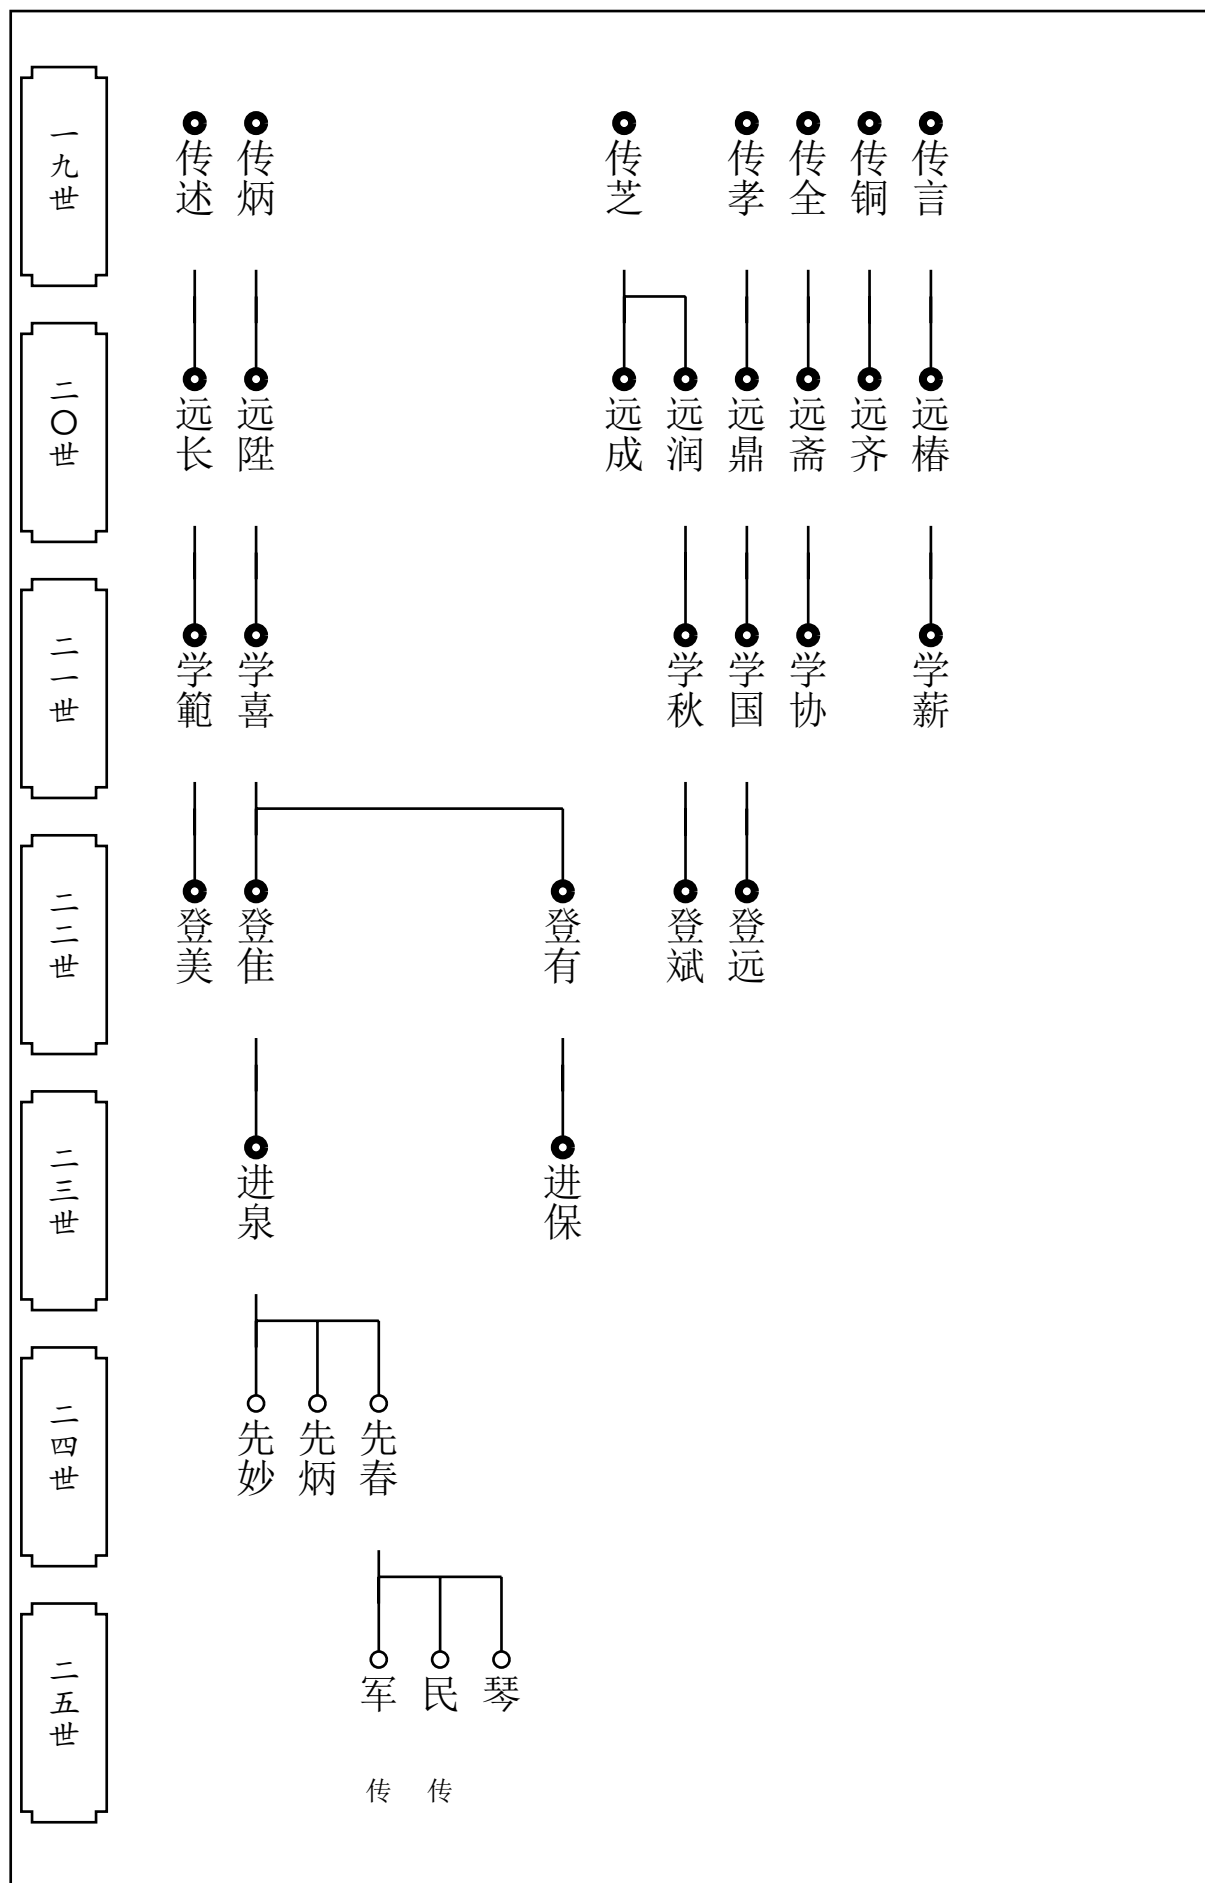 一九世
传述
传炳
传芝
传孝
传全
传铜
传言
二〇世
远长
远陞
远成
远润
远鼎
远斋
远齐
远椿
二一世
学範
学喜
学秋
学国
学协
学薪
二二世
登美
登隹
登有
登斌
登远
二三世
进泉
进保
二四世
先妙
先炳
先春
二五世
军
民
琴
传
传